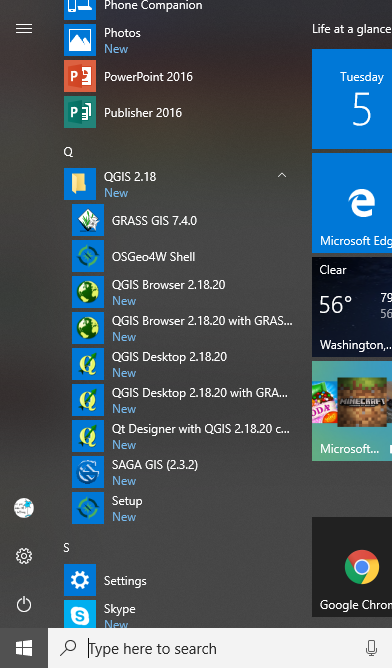 Phone Companion
Life at a glance
Photos
New
PowerPoint 2016
Publisher 2016
Tuesday
5
Q
QGIS 2.18
New
GRASS GIS 7.4.0
OSGeo4W Shell
QGIS Browser 2.18.20
New
QGIS Browser 2.18.20 with GRAS...
New
QGIS Desktop 2.18.20
New
QGIS Desktop 2.18.20 with GRA...
New
Qt Designer with QGIS 2.18.20 c...
New
SAGA GIS (2.3.2)
New
Setup
New
Microsoft Edg
Clear
56°
79
56
Washington,...
MINECRAFT
Microsoft...
S
Settings
Skype
New
Google Chrom
Type here to search